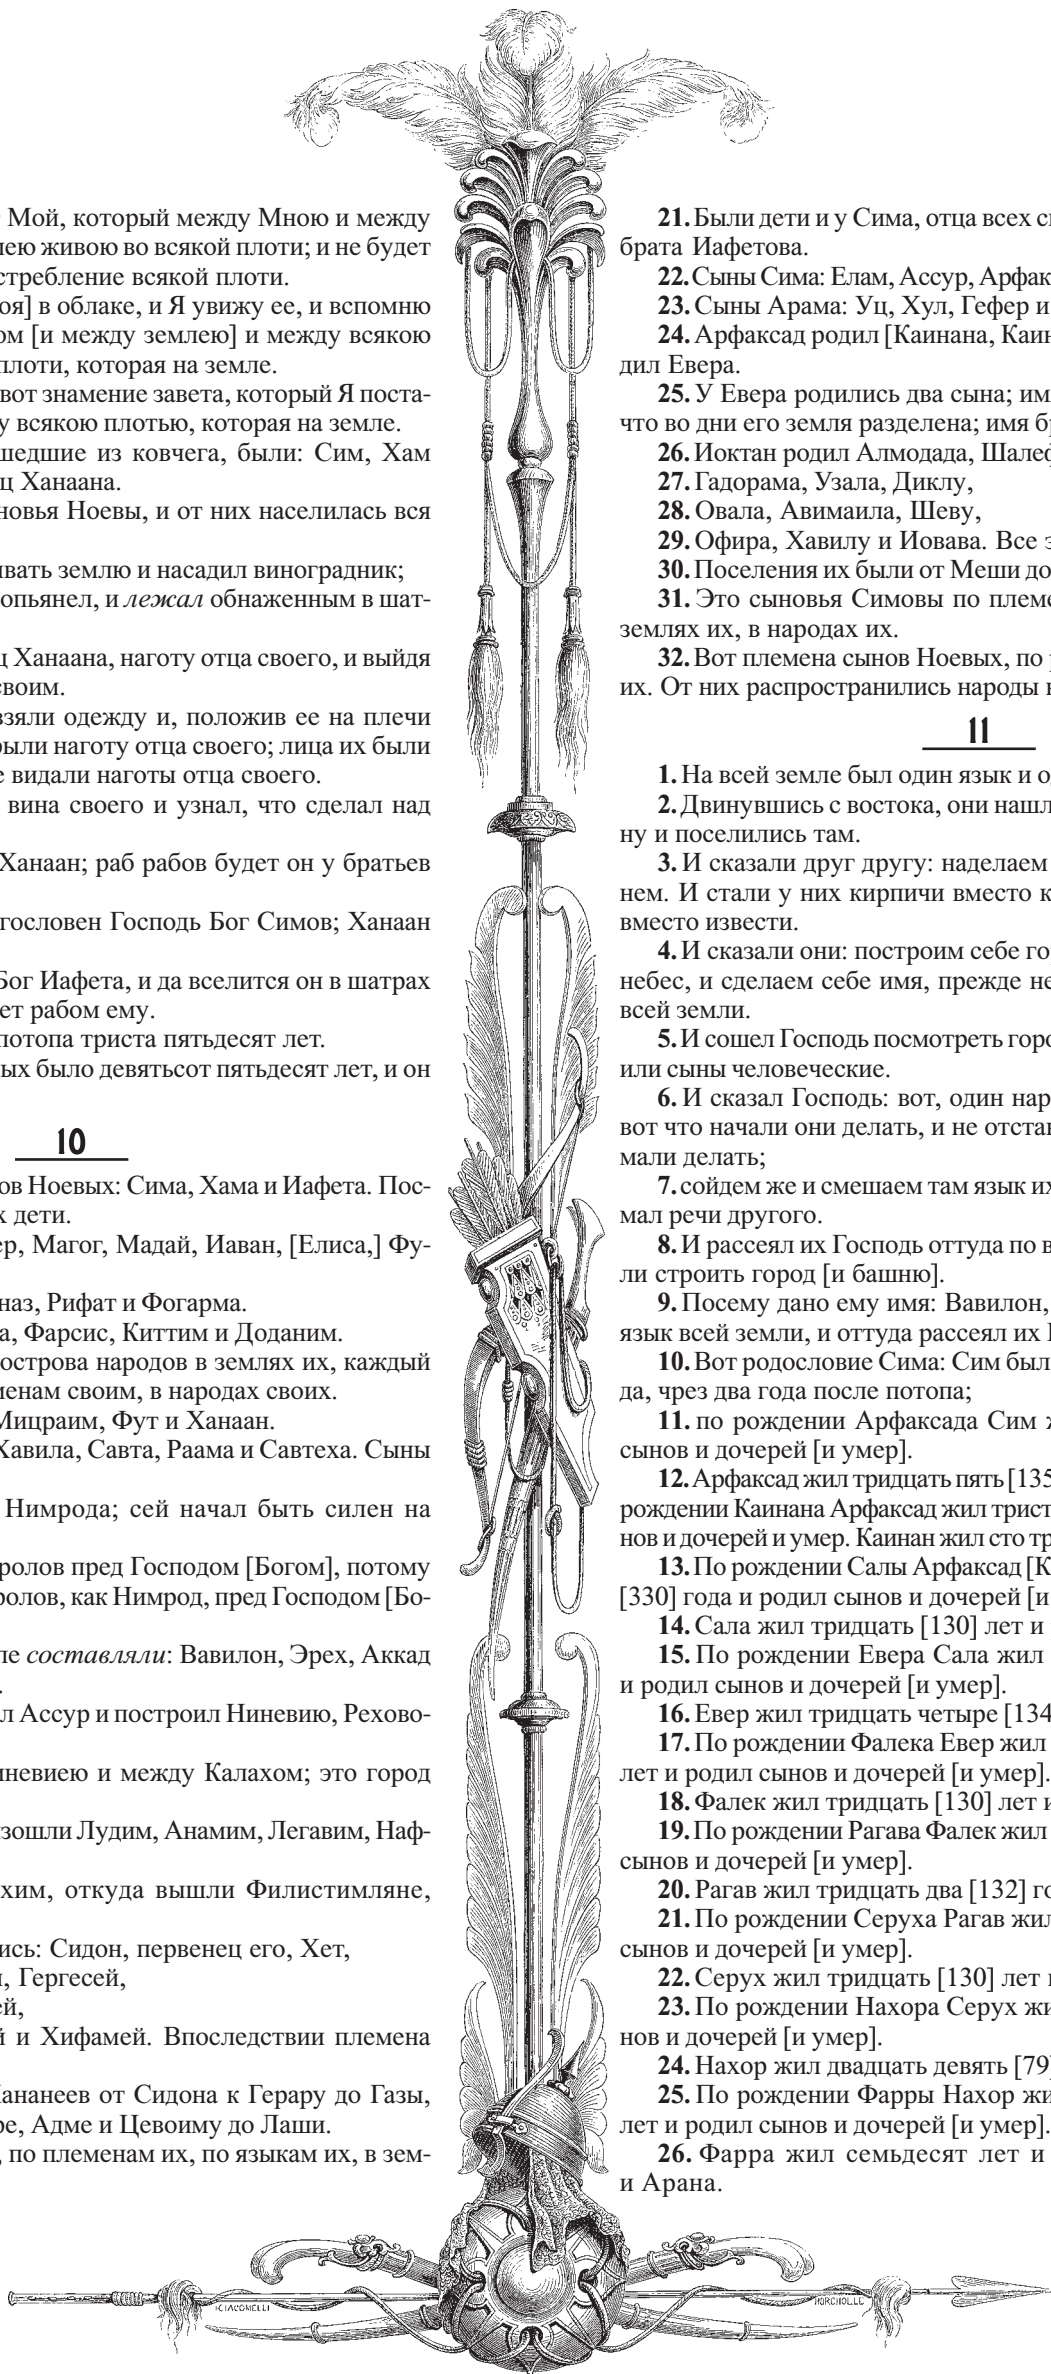 Мой, который между Мною и между
лею живою во всякой плоти; и не будет
стребление всякой плоти.
оя] в облаке, и Я увижу ее, и вспомню
ом [и между землею] и между всякою
плоти, которая на земле.
вот знамение завета, который Я поста-
у всякою плотью, которая на земле.
шедшие из ковчега, были: Сим, Хам
ц Ханаана.
новья Ноевы, и от них населилась вся
ивать землю и насадил виноградник;
опьянел, и лежал обнаженным в шат-
ц Ханаана, наготу отца своего, и выйдя
своим.
взяли одежду и, положив ее на плечи
рыли наготу отца своего; лица их были
е видали наготы отца своего.
вина своего и узнал, что сделал над
Ханаан; раб рабов будет он у братьев
гословен Господь Бог Симов; Ханаан
Бог Иафета, и да вселится он в шатрах
ет рабом ему.
потопа триста пятьдесят лет.
ых было девятьсот пятьдесят лет, и он
10
ов Ноевых: Сима, Хама и Иафета. Пос-
х дети.
ер, Магог, Мадай, Иаван, [Елиса,] Фу-
наз, Рифат и Фогарма.
а, Фарсис, Киттим и Доданим.
острова народов в землях их, каждый
менам своим, в народах своих.
Мицраим, Фут и Ханаан.
Хавила, Савта, Раама и Савтеха. Сыны
Нимрода; сей начал быть силен на
ролов пред Господом [Богом], потому
ролов, как Нимрод, пред Господом [Бо-
ле составляли: Вавилон, Эрех, Аккад
.
л Ассур и построил Ниневию, Рехово-
иневиею и между Калахом; это город
изошли Лудим, Анамим, Легавим, Наф-
хим, откуда вышли Филистимляне,
ись: Сидон, первенец его, Хет,
й, Гергесей,
ей,
й и Хифамей. Впоследствии племена
Хананеев от Сидона к Герару до Газы,
ре, Адме и Цевоиму до Лаши.
, по племенам их, по языкам их, в зем-
21. Были дети и у Сима, отца всех с
брата Иафетова.
22. Сыны Сима: Елам, Ассур, Арфак
23. Сыны Арама: Уц, Хул, Гефер и
24. Арфаксад родил [Каинана, Каин
дил Евера.
25. У Евера родились два сына; им
что во дни его земля разделена; имя б
26. Иоктан родил Алмодада, Шалеф
27. Гадорама, Узала, Диклу,
28. Овала, Авимаила, Шеву,
29. Офира, Хавилу и Иовава. Все э
30. Поселения их были от Меши до
31. Это сыновья Симовы по племе
землях их, в народах их.
32. Вот племена сынов Ноевых, по р
их. От них распространились народы н
11
1. На всей земле был один язык и о
2. Двинувшись с востока, они нашл
ну и поселились там.
3. И сказали друг другу: наделаем
нем. И стали у них кирпичи вместо к
вместо извести.
4. И сказали они: построим себе гор
небес, и сделаем себе имя, прежде не
всей земли.
5. И сошел Господь посмотреть горо
или сыны человеческие.
6. И сказал Господь: вот, один нар
вот что начали они делать, и не отста
мали делать;
7. сойдем же и смешаем там язык их
мал речи другого.
8. И рассеял их Господь оттуда по в
ли строить город [и башню].
9. Посему дано ему имя: Вавилон,
язык всей земли, и оттуда рассеял их
10. Вот родословие Сима: Сим был
да, чрез два года после потопа;
11. по рождении Арфаксада Сим ж
сынов и дочерей [и умер].
12. Арфаксад жил тридцать пять [135
рождении Каинана Арфаксад жил трист
нов и дочерей и умер. Каинан жил сто тр
13. По рождении Салы Арфаксад [К
[330] года и родил сынов и дочерей [и
14. Сала жил тридцать [130] лет и
15. По рождении Евера Сала жил
и родил сынов и дочерей [и умер].
16. Евер жил тридцать четыре [134
17. По рождении Фалека Евер жил
лет и родил сынов и дочерей [и умер].
18. Фалек жил тридцать [130] лет и
19. По рождении Рагава Фалек жил
сынов и дочерей [и умер].
20. Рагав жил тридцать два [132] го
21. По рождении Серуха Рагав жил
сынов и дочерей [и умер].
22. Серух жил тридцать [130] лет и
23. По рождении Нахора Серух жи
нов и дочерей [и умер].
24. Нахор жил двадцать девять [79]
25. По рождении Фарры Нахор жи
лет и родил сынов и дочерей [и умер].
26. Фарра жил семьдесят лет и
и Арана.
H.GIACOMELLI